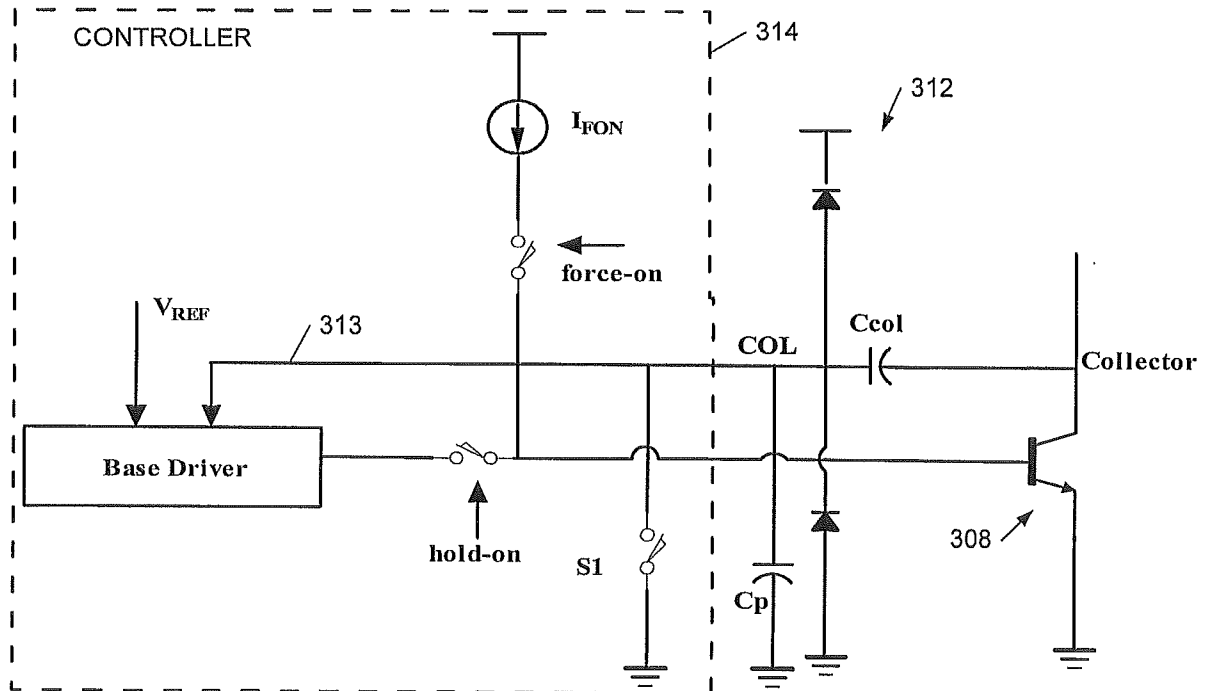 CONTROLLER
314
312
I_FON
force-on
V_REF
313
COL
Ccol
Collector
Base Driver
hold-on
S1
308
Cp